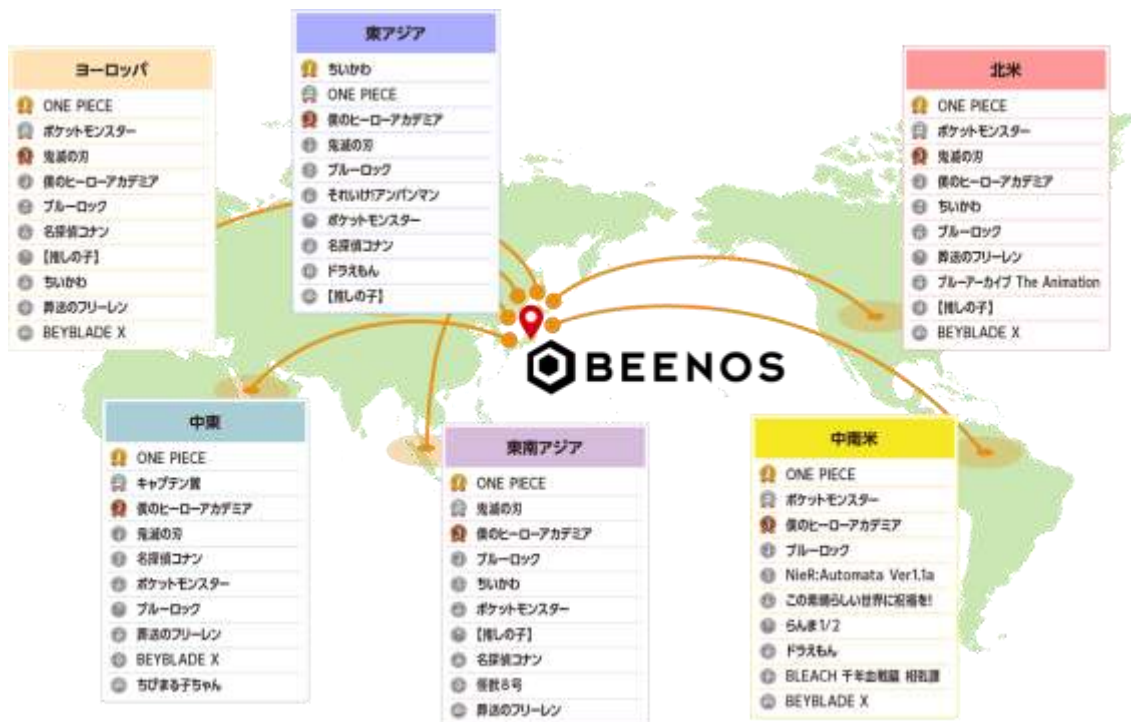 ヨーロッパ
ONE PIECE
ポケットモンスター
鬼滅の刃
僕のヒーローアカデミア
ブルーロック
名探偵コナン
【推しの子】
ちいかわ
葬送のフリーレン
BEYBLADE X
東アジア
ちいかわ
ONE PIECE
僕のヒーローアカデミア
鬼滅の刃
ブルーロック
それいけ!アンパンマン
ポケットモンスター
名探偵コナン
ドラえもん
【推しの子】
北米
ONE PIECE
ポケットモンスター
鬼滅の刃
僕のヒーローアカデミア
ちいかわ
ブルーロック
葬送のフリーレン
ブルーアーカイブ The Animation
【推しの子】
BEYBLADE X
BEENOS
中東
ONE PIECE
キャプテン翼
僕のヒーローアカデミア
鬼滅の刃
名探偵コナン
ポケットモンスター
ブルーロック
葬送のフリーレン
BEYBLADE X
ちびまる子ちゃん
東南アジア
ONE PIECE
鬼滅の刃
僕のヒーローアカデミア
ブルーロック
ちいかわ
ポケットモンスター
【推しの子】
名探偵コナン
怪獣8号
葬送のフリーレン
中南米
ONE PIECE
ポケットモンスター
僕のヒーローアカデミア
ブルーロック
NieR:Automata Ver1.1a
この素晴らしい世界に祝福を!
らんま1/2
ドラえもん
BLEACH 千年血戦篇 相剋譚
BEYBLADE X